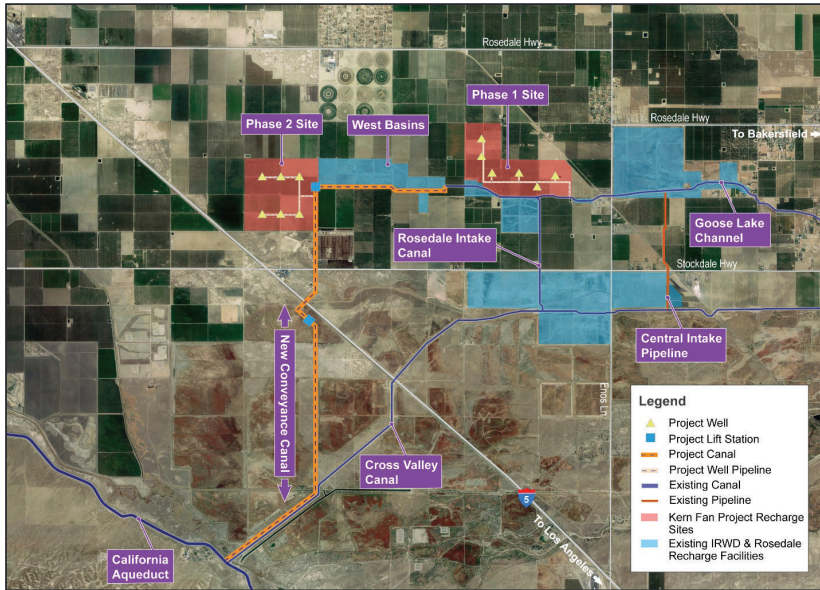 Rosedale Hwy
Phase 2 Site
West Basins
Phase 1 Site
Rosedale Hwy
To Bakersfield
Goose Lake
Channel
Rosedale Intake
Canal
Stockdale Hwy
Central Intake
Pipeline
New Conveyance Canal
Enos Ln
Cross Valley
Canal
California
Aqueduct
5
To Los Angeles
Legend
Project Well
Project Lift Station
Project Canal
Project Well Pipeline
Existing Canal
Existing Pipeline
Kern Fan Project Recharge
Sites
Existing IRWD & Rosedale
Recharge Facilities